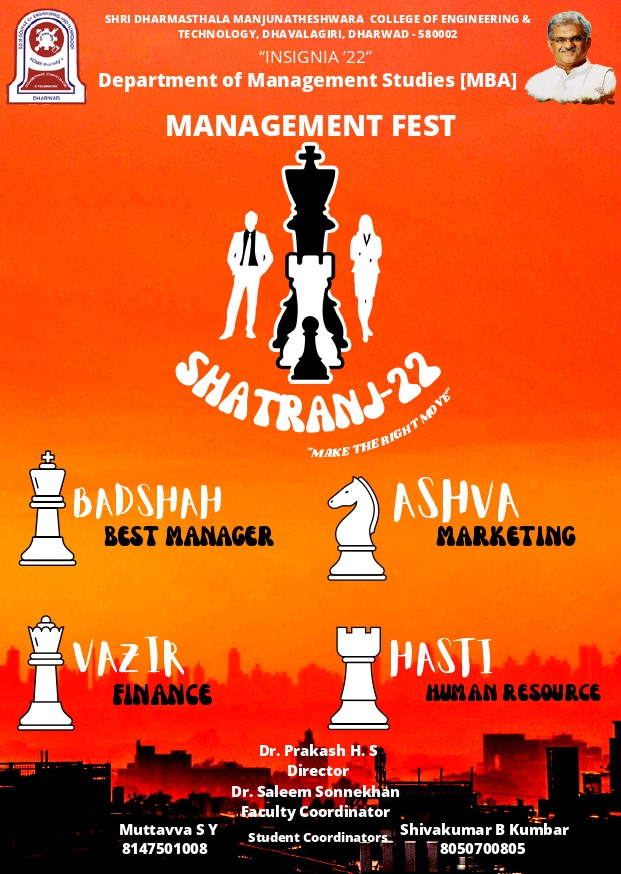 SHRI DHARMASTHALA MANJUNATHESHWARA COLLEGE OF ENGINEERING &
TECHNOLOGY, DHAVALAGIRI, DHARWAD - 580002
“INSIGNIA ’22”
Department of Management Studies [MBA]
DHARWAD
MANAGEMENT FEST
SHATRANJ-22
"MAKE THE RIGHT MOVE"
BADSHAH
BEST MANAGER
ASHVA
MARKETING
VAZIR
FINANCE
HASTI
HUMAN RESOURCE
Dr. Prakash H. S
Director
Dr. Saleem Sonnekhan
Faculty Coordinator
Student Coordinators
Muttavva S Y
8147501008
Shivakumar B Kumbar
8050700805